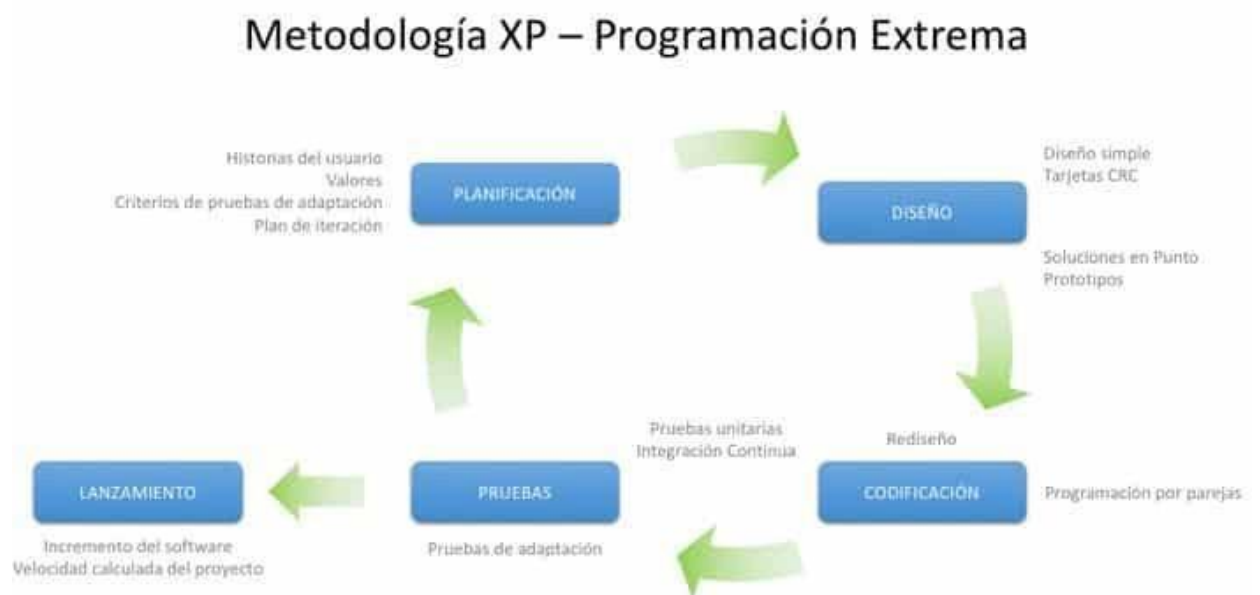 Metodología XP – Programación Extrema
Historias del usuario
Valores
Criterios de pruebas de adaptación
Plan de iteración
PLANIFICACIÓN
DISEÑO
Diseño simple
Tarjetas CRC
Soluciones en Punto
Prototipos
Pruebas unitarias
Integración Continua
Rediseño
LANZAMIENTO
PRUEBAS
CODIFICACIÓN
Programación por parejas
Incremento del software
Velocidad calculada del proyecto
Pruebas de adaptación